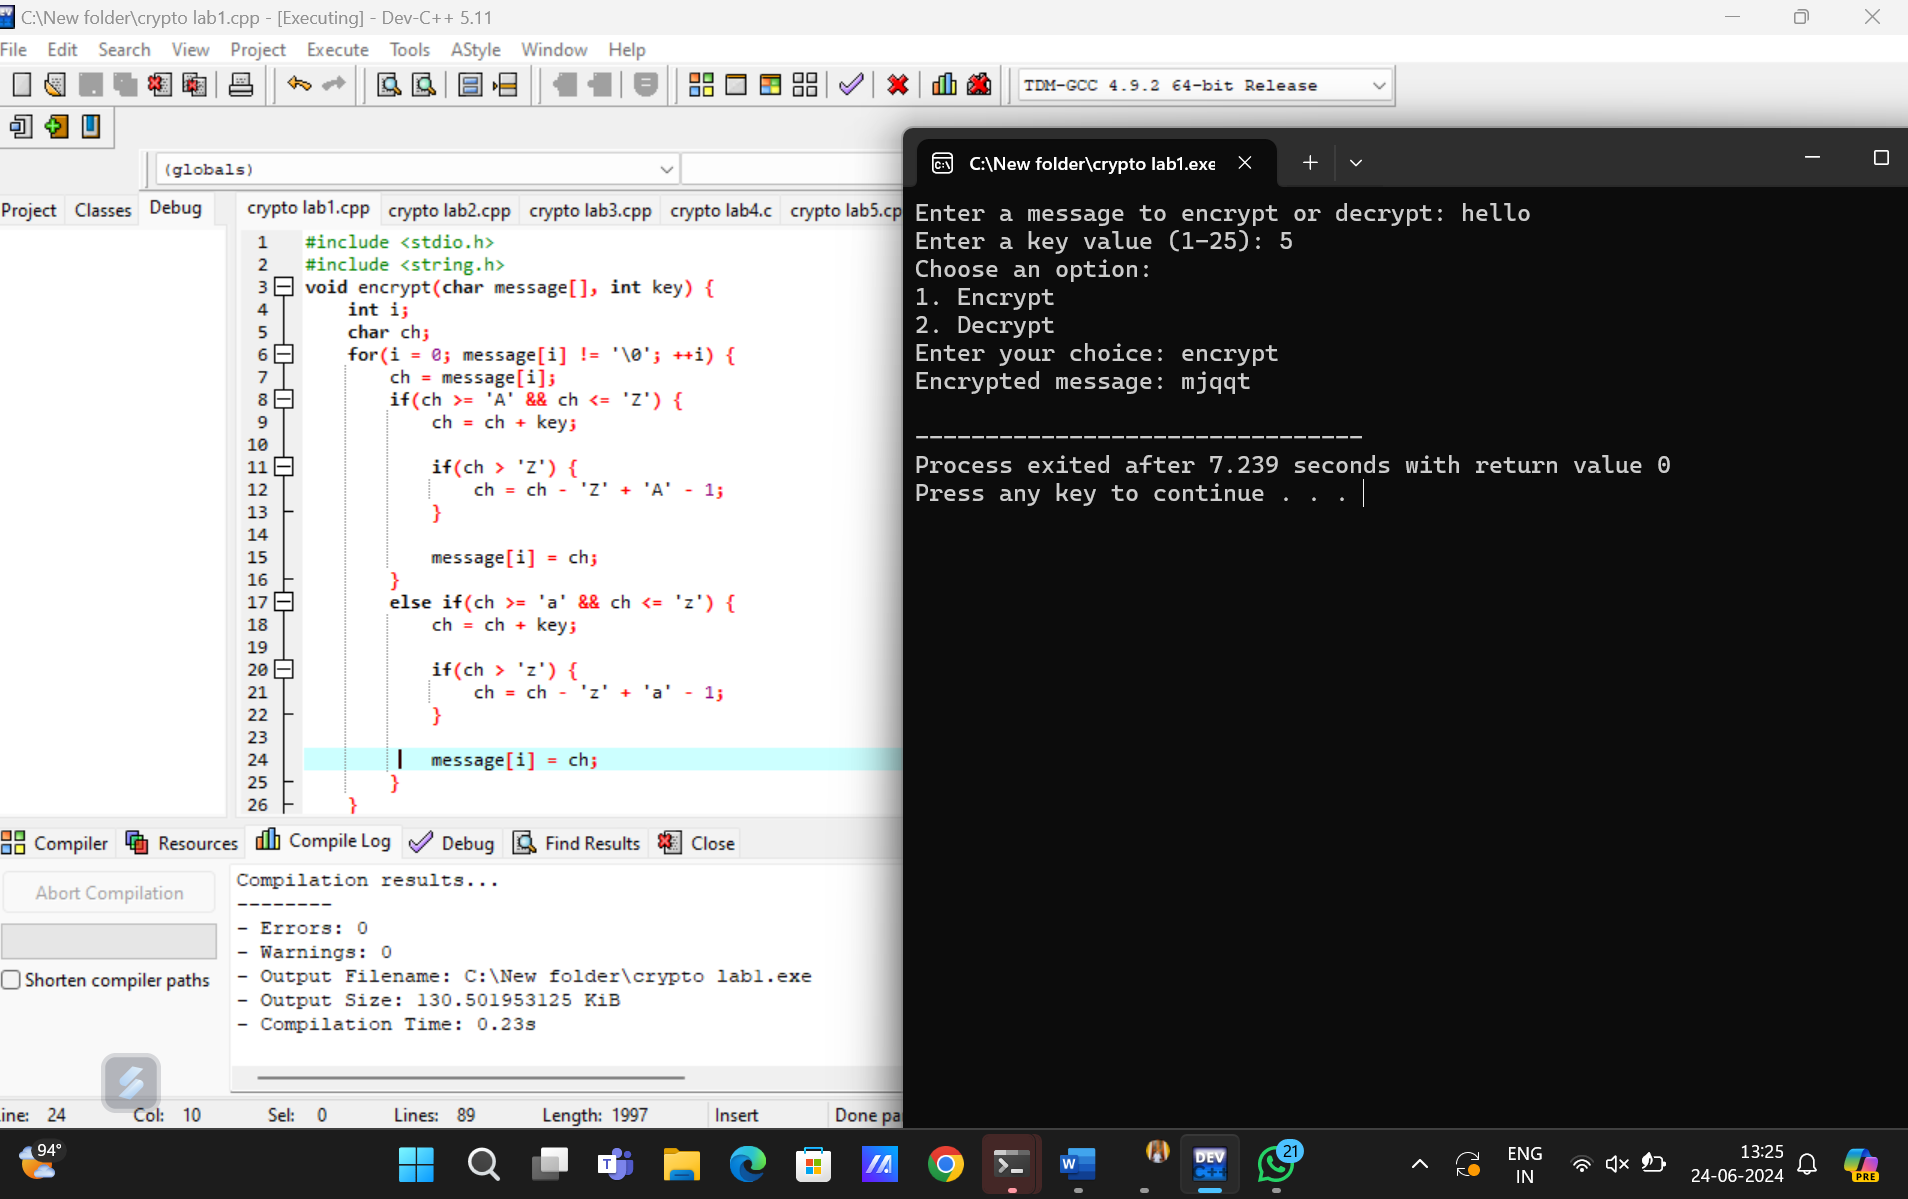 C:\New folder\crypto lab1.cpp - [Executing] - Dev-C++ 5.11
File Edit Search View Project Execute Tools AStyle Window Help
TDM-GCC 4.9.2 64-bit Release
(globals)
Project Classes Debug
crypto lab1.cpp crypto lab2.cpp crypto lab3.cpp crypto lab4.c crypto lab5.cp
1 #include <stdio.h>
2 #include <string.h>
3 void encrypt(char message[], int key) {
4 int i;
5 char ch;
6 for(i = 0; message[i] != '\0'; ++i) {
7 ch = message[i];
8 if(ch >= 'A' && ch <= 'Z') {
9 ch = ch + key;
10
11 if(ch > 'Z') {
12 ch = ch - 'Z' + 'A' - 1;
13 }
14
15 message[i] = ch;
16 }
17 else if(ch >= 'a' && ch <= 'z') {
18 ch = ch + key;
19
20 if(ch > 'z') {
21 ch = ch - 'z' + 'a' - 1;
22 }
23
24 message[i] = ch;
25 }
26 }
C:\New folder\crypto lab1.exe
Enter a message to encrypt or decrypt: hello
Enter a key value (1-25): 5
Choose an option:
1. Encrypt
2. Decrypt
Enter your choice: encrypt
Encrypted message: mjqqt
--------------------------------
Process exited after 7.239 seconds with return value 0
Press any key to continue . . .
Compiler Resources Compile Log Debug Find Results Close
Abort Compilation
Shorten compiler paths
Compilation results...
--------
- Errors: 0
- Warnings: 0
- Output Filename: C:\New folder\crypto lab1.exe
- Output Size: 130.501953125 KiB
- Compilation Time: 0.23s
ine: 24 Col: 10 Sel: 0 Lines: 89 Length: 1997 Insert Done pa
94°
T
W
DEV
C++
21
ENG
IN
13:25
24-06-2024
PRE